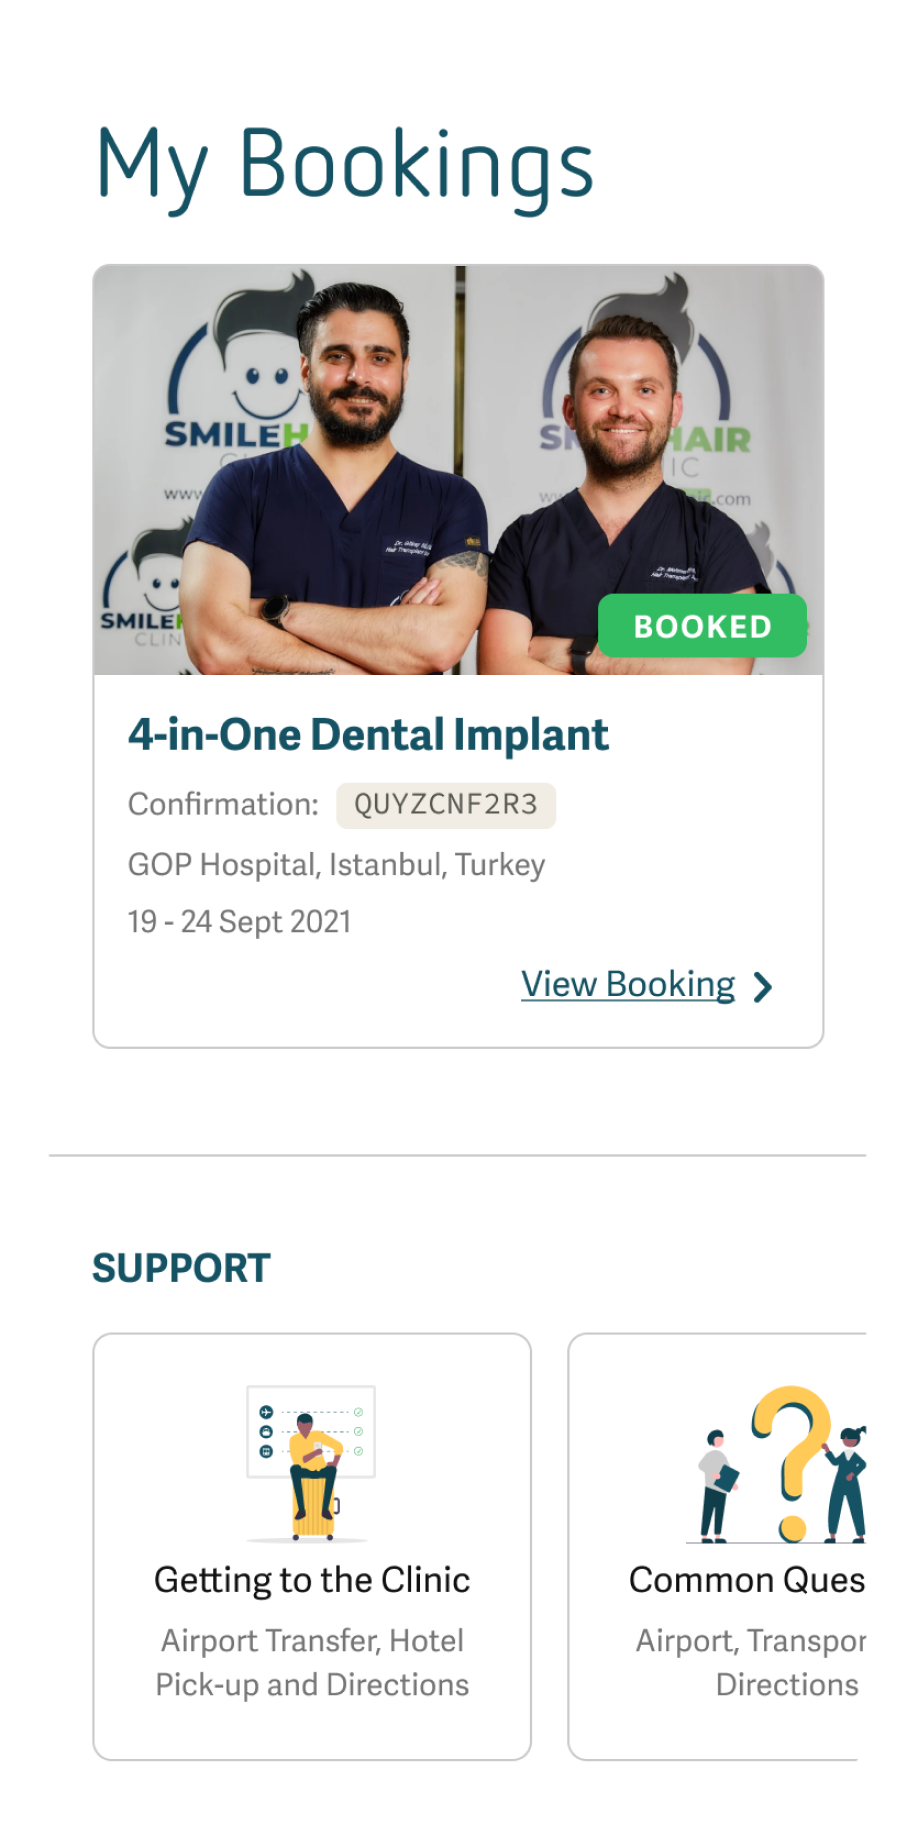 My Bookings
SMILEH
CLINIC
www
SMILE
CLIN
HAIR
IC
.com
BOOKED
4-in-One Dental Implant
Confirmation: QUYZCNF2R3
GOP Hospital, Istanbul, Turkey
19 - 24 Sept 2021
View Booking
SUPPORT
Getting to the Clinic
Airport Transfer, Hotel
Pick-up and Directions
Common Ques
Airport, Transpor
Directions